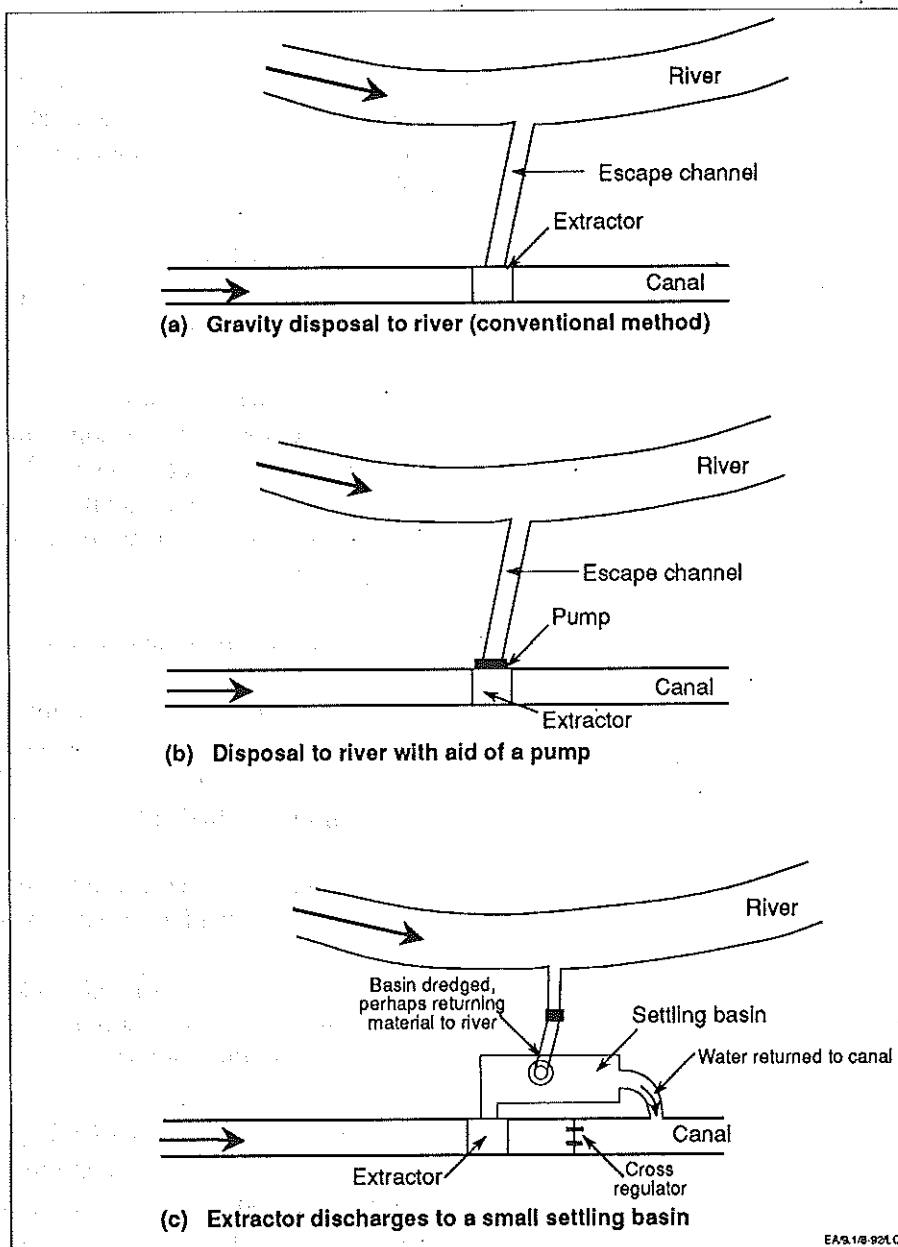 River
Escape channel
Extractor
Canal
(a) Gravity disposal to river (conventional method)
River
Escape channel
Pump
Canal
Extractor
(b) Disposal to river with aid of a pump
River
Basin dredged,
perhaps returning
material to river
Settling basin
Water returned to canal
Canal
Extractor
Cross
regulator
(c) Extractor discharges to a small settling basin